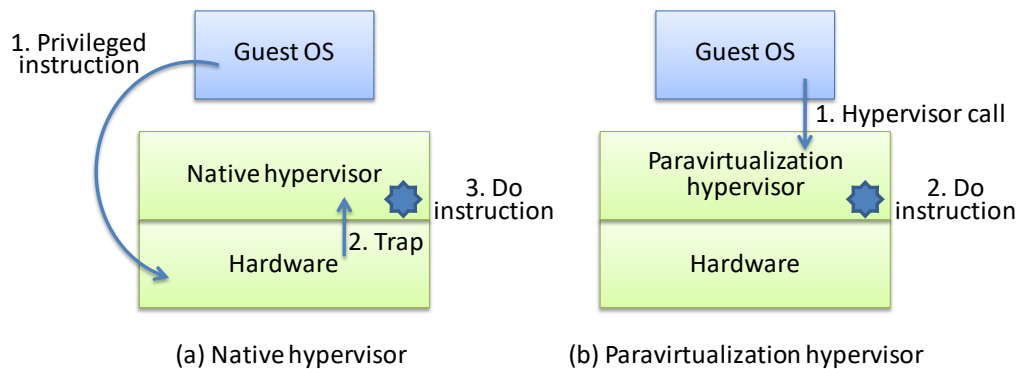 1. Privileged
instruction
Guest OS
Native hypervisor
3. Do
instruction
2. Trap
Hardware
(a) Native hypervisor
Guest OS
1. Hypervisor call
Paravirtualization
hypervisor
2. Do
instruction
Hardware
(b) Paravirtualization hypervisor